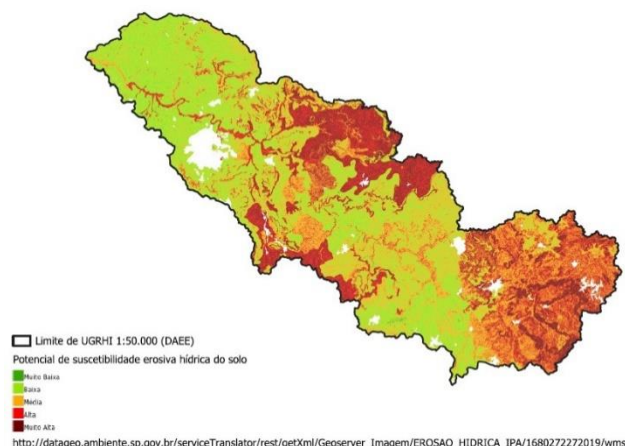 Limite de UGRHI 1:50.000 (DAEE)
Potencial de suscetibilidade erosiva hídrica do solo
Muito Baixa
Baixa
Média
Alta
Muito Alta
http://datageo.ambiente.sp.gov.br/serviceTranslator/rest/getXml/Geoserver_Imagem/EROSAO_HIDRICA_IPA/1680272272019/wms